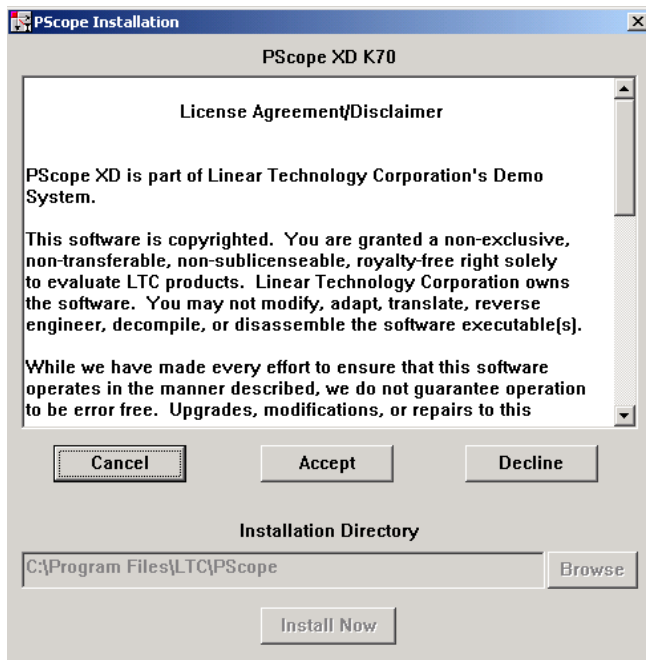 PScope Installation
PScope XD K70
License Agreement/Disclaimer
PScope XD is part of Linear Technology Corporation's Demo
System.
This software is copyrighted.  You are granted a non-exclusive,
non-transferable, non-sublicenseable, royalty-free right solely
to evaluate LTC products.  Linear Technology Corporation owns
the software.  You may not modify, adapt, translate, reverse
engineer, decompile, or disassemble the software executable(s).
While we have made every effort to ensure that this software
operates in the manner described, we do not guarantee operation
to be error free.  Upgrades, modifications, or repairs to this
Cancel Accept Decline
Installation Directory
C:\Program Files\LTC\PScope Browse
Install Now